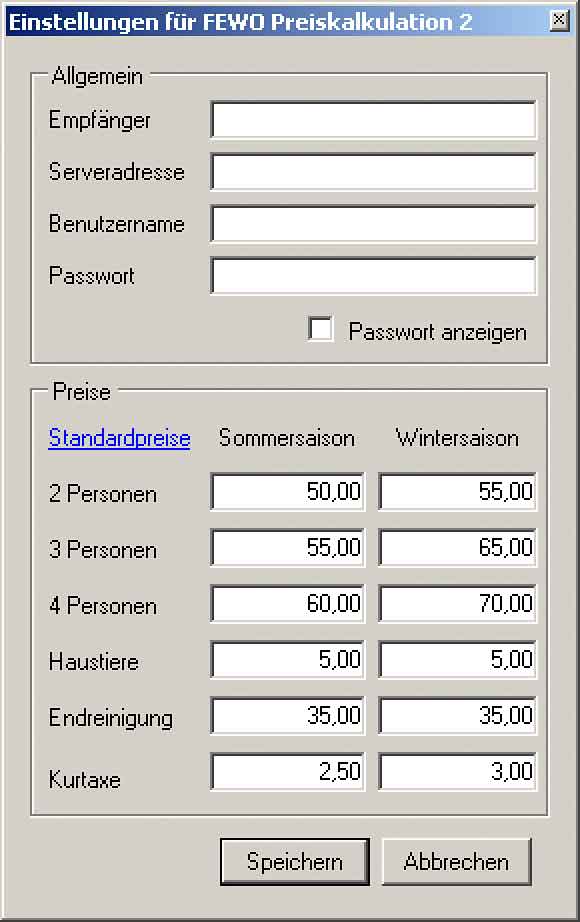 Einstellungen für FEWO Preiskalkulation 2
Allgemein
Empfänger
Serveradresse
Benutzername
Passwort
Passwort anzeigen
Preise
Standardpreise Sommersaison Wintersaison
2 Personen 50,00 55,00
3 Personen 55,00 65,00
4 Personen 60,00 70,00
Haustiere 5,00 5,00
Endreinigung 35,00 35,00
Kurtaxe 2,50 3,00
Speichern Abbrechen